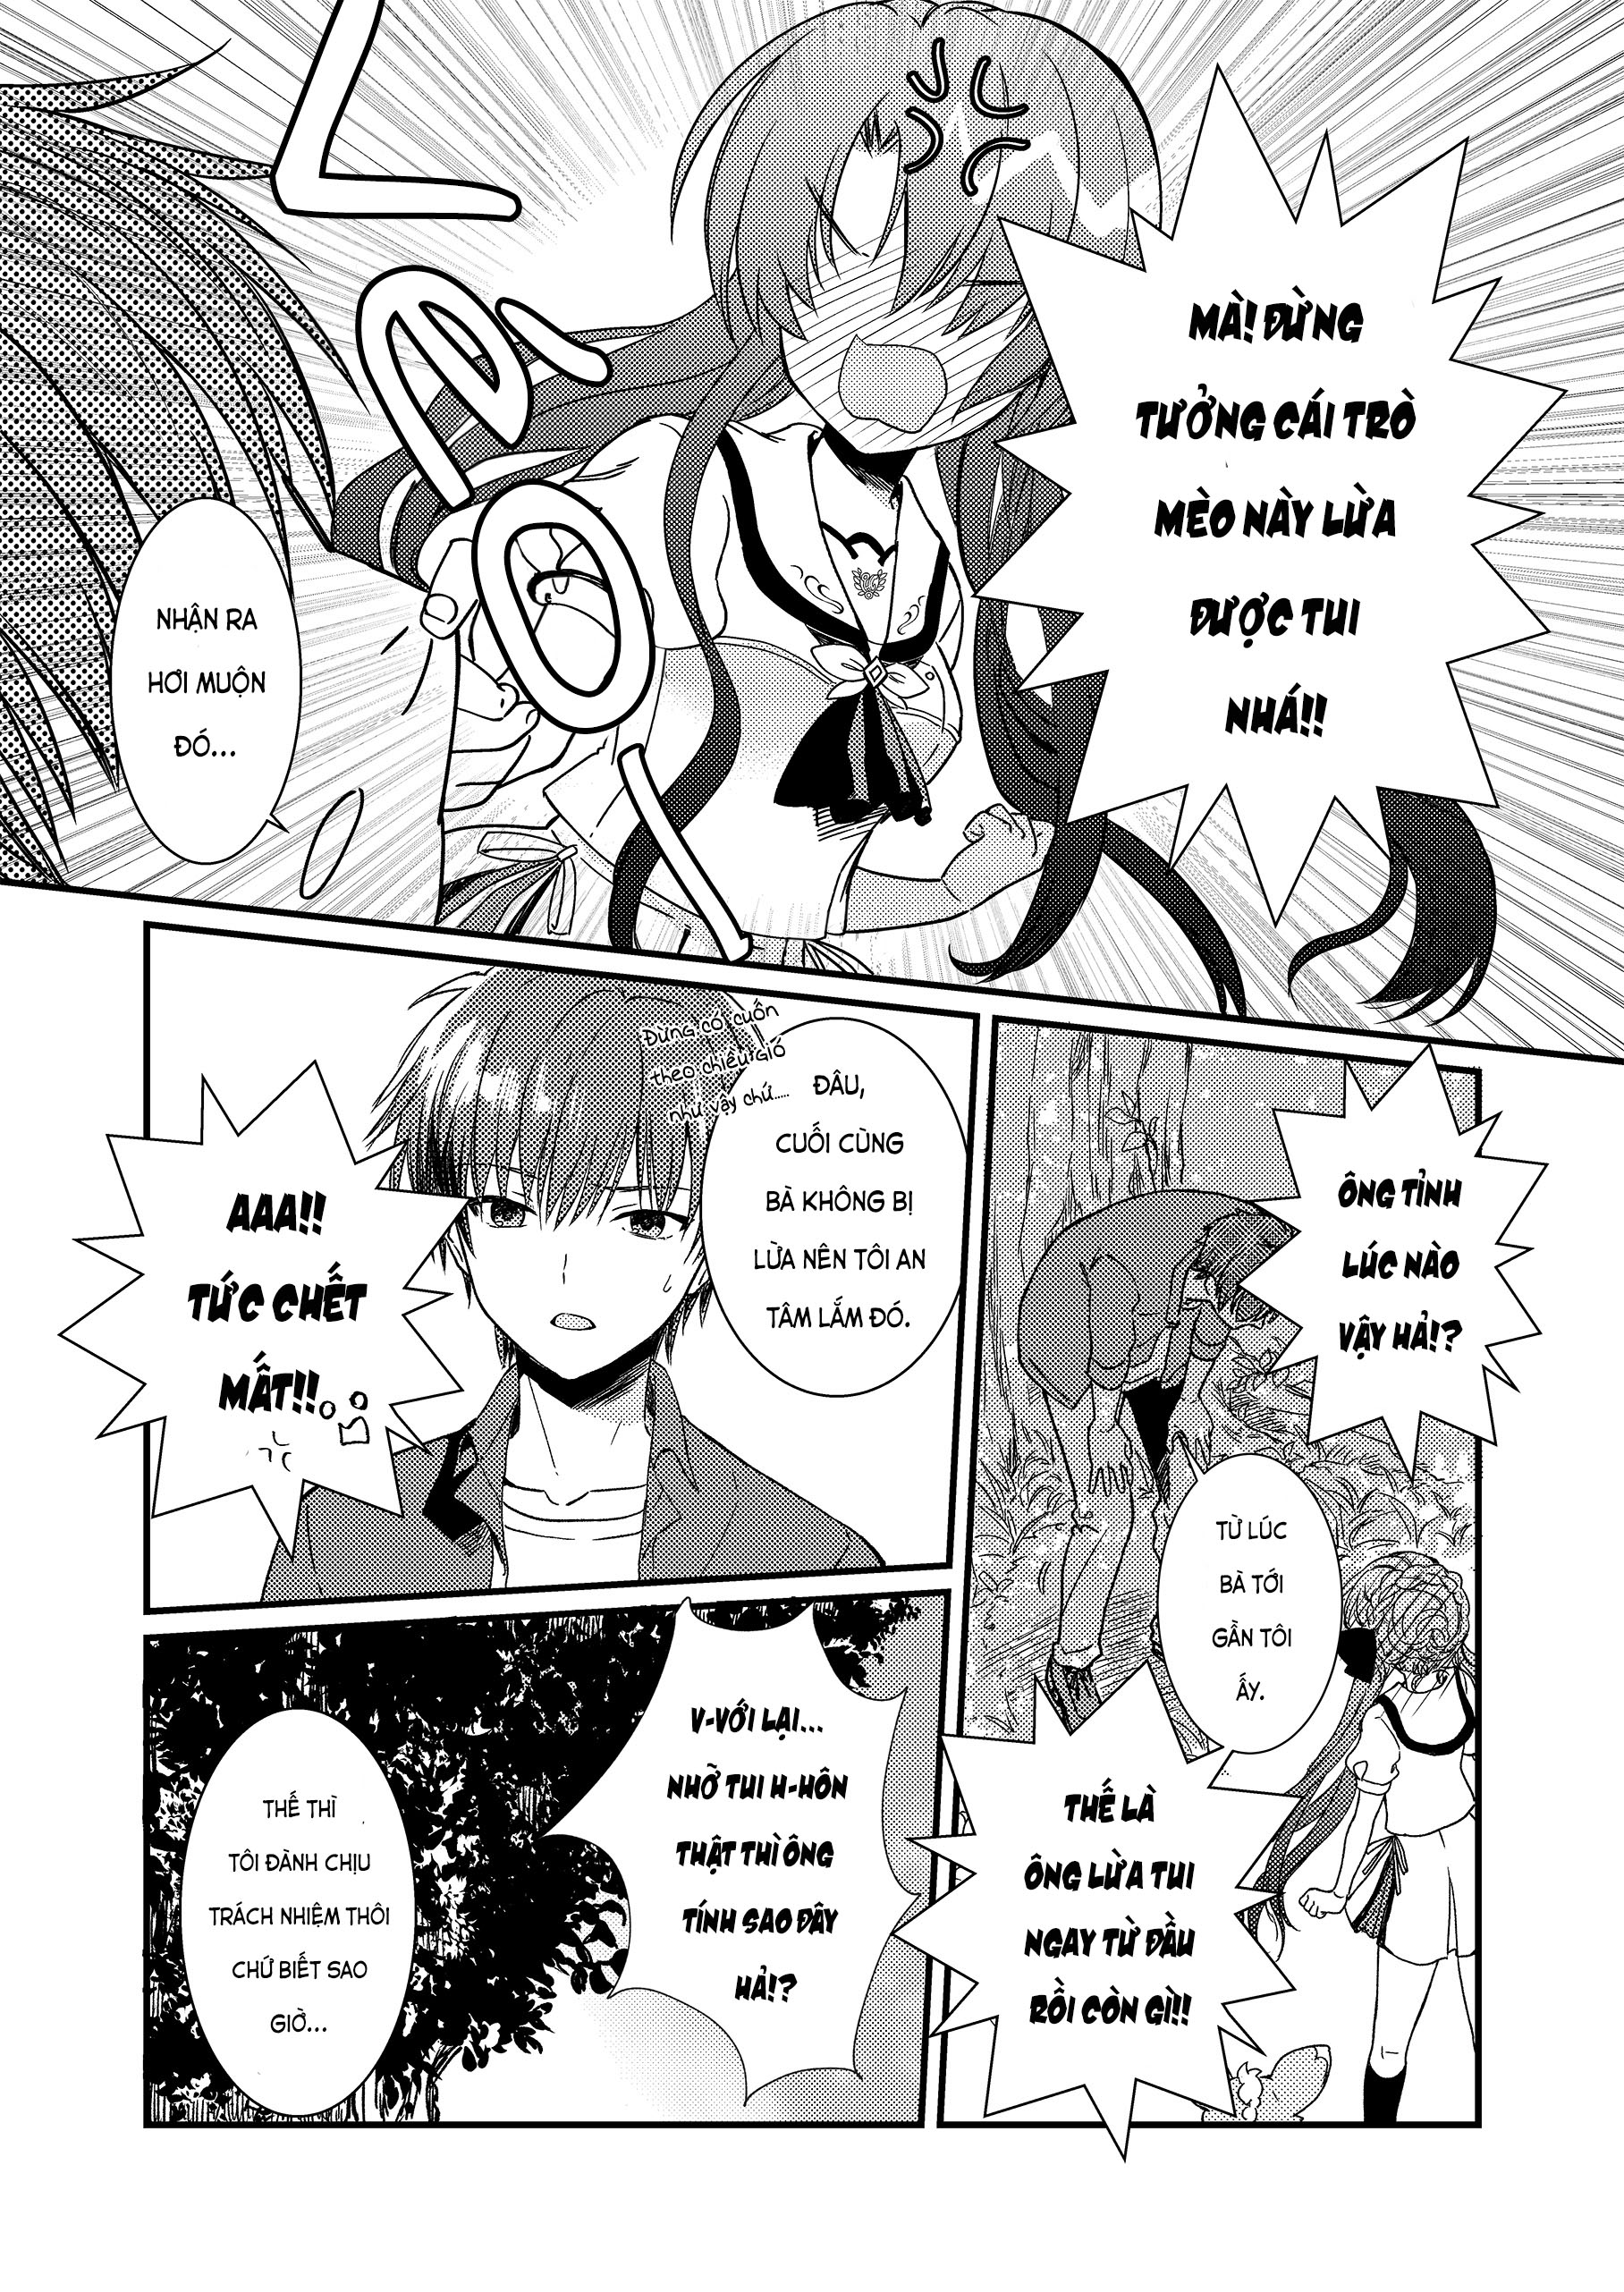 MÀ! ĐỪNG
TƯỞNG CÁI TRÒ
MÈO NÀY LỪA
ĐƯỢC TUI
NHÁ!!
NHẬN RA
HƠI MUỘN
ĐÓ...
ÔNG TỈNH
LÚC NÀO
VẬY HẢ!?
TỪ LÚC
BÀ TỚI
GẦN TÔI
ẤY.
THẾ LÀ
ÔNG LỪA TUI
NGAY TỪ ĐẦU
RỒI CÒN GÌ!!
ĐÂU,
CUỐI CÙNG
BÀ KHÔNG BỊ
LỪA NÊN TÔI AN
TÂM LẮM ĐÓ.
Đừng có cuốn
theo chiều gió
như vậy chứ.....
AAA!!
TỨC CHẾT
MẤT!!
V-VỚI LẠI...
NHỠ TUI H-HÔN
THẬT THÌ ÔNG
TÍNH SAO ĐÂY
HẢ!?
THẾ THÌ
TÔI ĐÀNH CHỊU
TRÁCH NHIỆM THÔI
CHỨ BIẾT SAO
GIỜ...